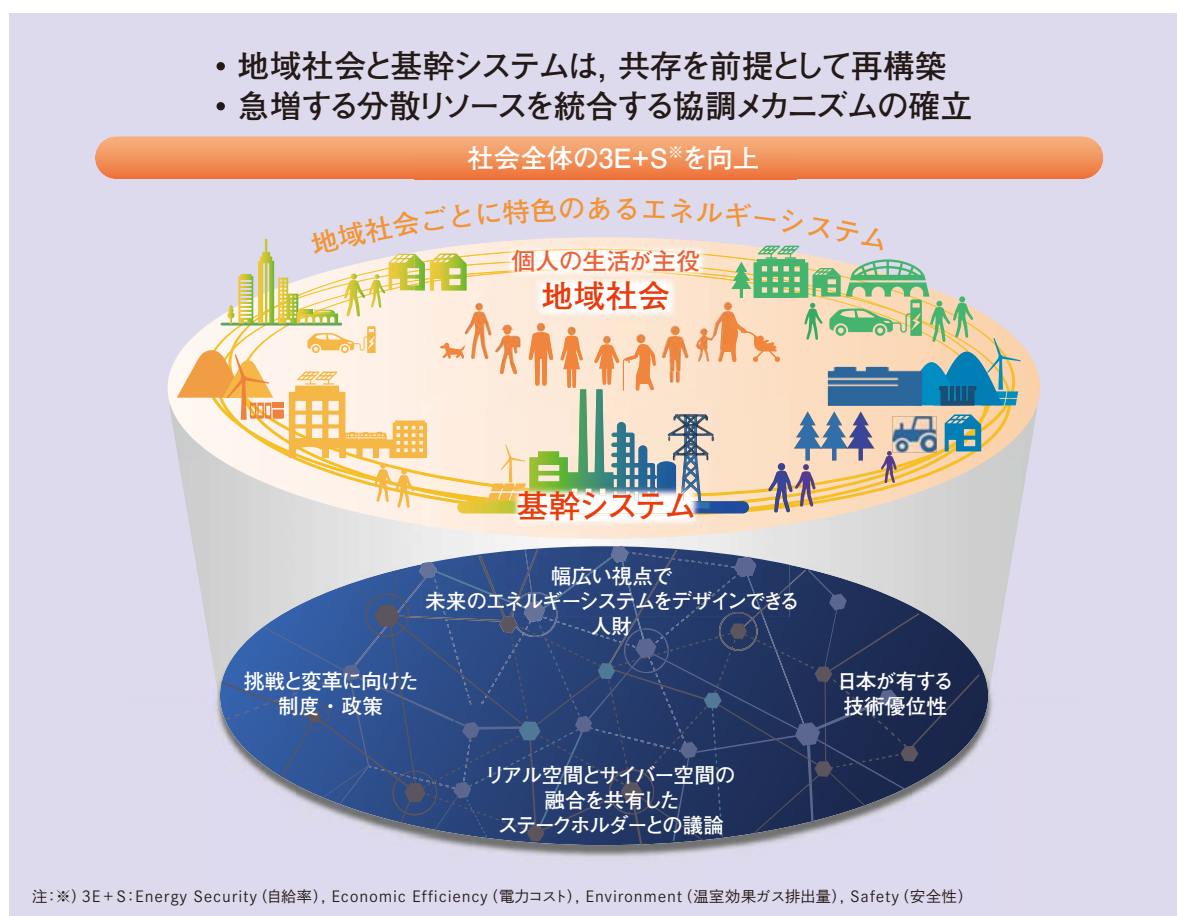 • 地域社会と基幹システムは, 共存を前提として再構築
• 急増する分散リソースを統合する協調メカニズムの確立
社会全体の3E+S※を向上
地域社会ごとに特色のあるエネルギーシステム
個人の生活が主役
地域社会
基幹システム
幅広い視点で
未来のエネルギーシステムをデザインできる
人財
挑戦と変革に向けた
制度・政策
日本が有する
技術優位性
リアル空間とサイバー空間の
融合を共有した
ステークホルダーとの議論
注:※) 3E+S:Energy Security (自給率), Economic Efficiency (電力コスト), Environment (温室効果ガス排出量), Safety (安全性)